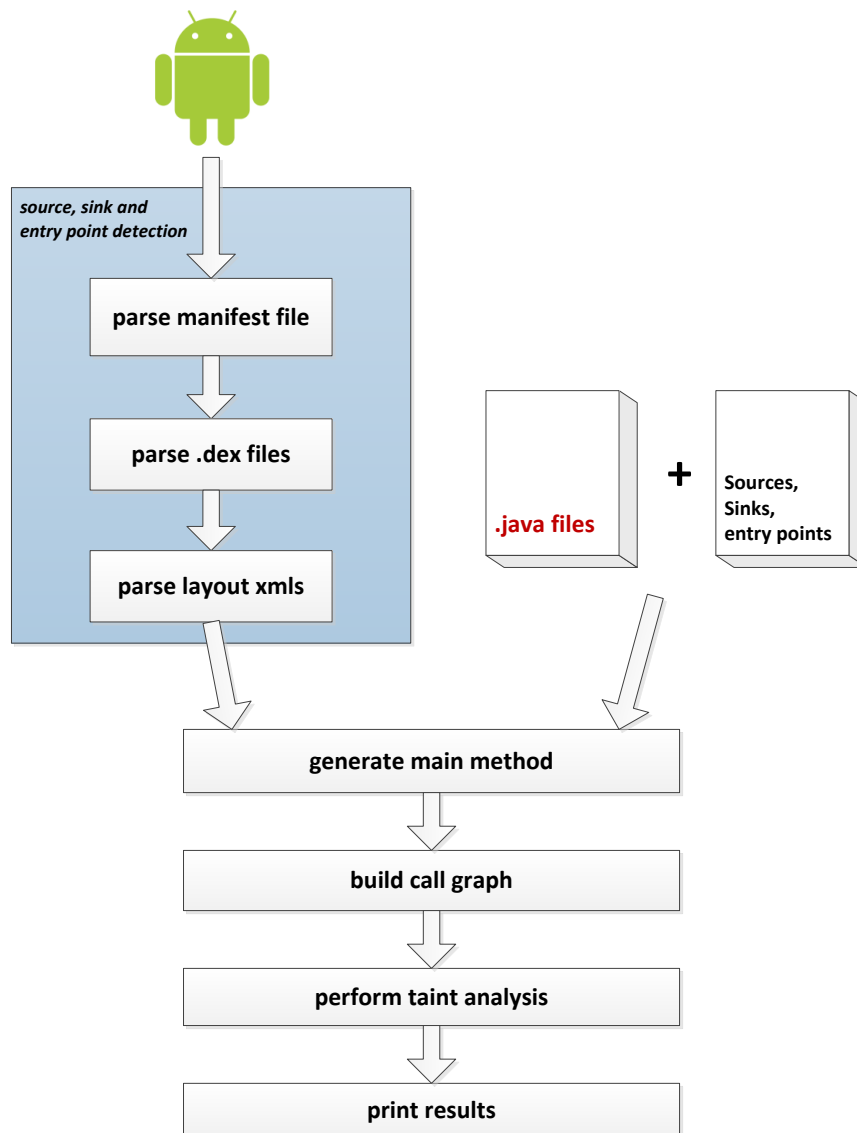 source, sink and
entry point detection
parse manifest file
parse .dex files
parse layout xmls
.java files
+
Sources,
Sinks,
entry points
generate main method
build call graph
perform taint analysis
print results